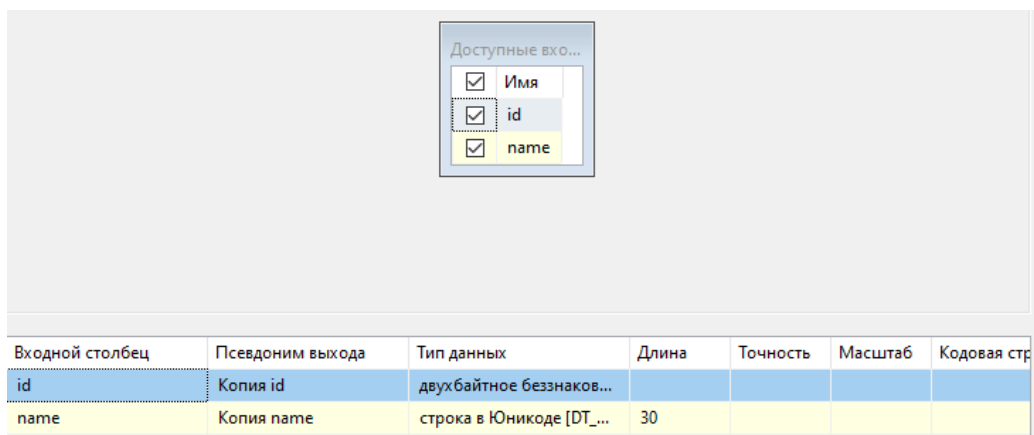 Доступные вхо...
Имя
id
name
Входной столбец Псевдоним выхода Тип данных Длина Точность Масштаб Кодовая стр
id Копия id двухбайтное беззнаков...
name Копия name строка в Юникоде [DT_... 30